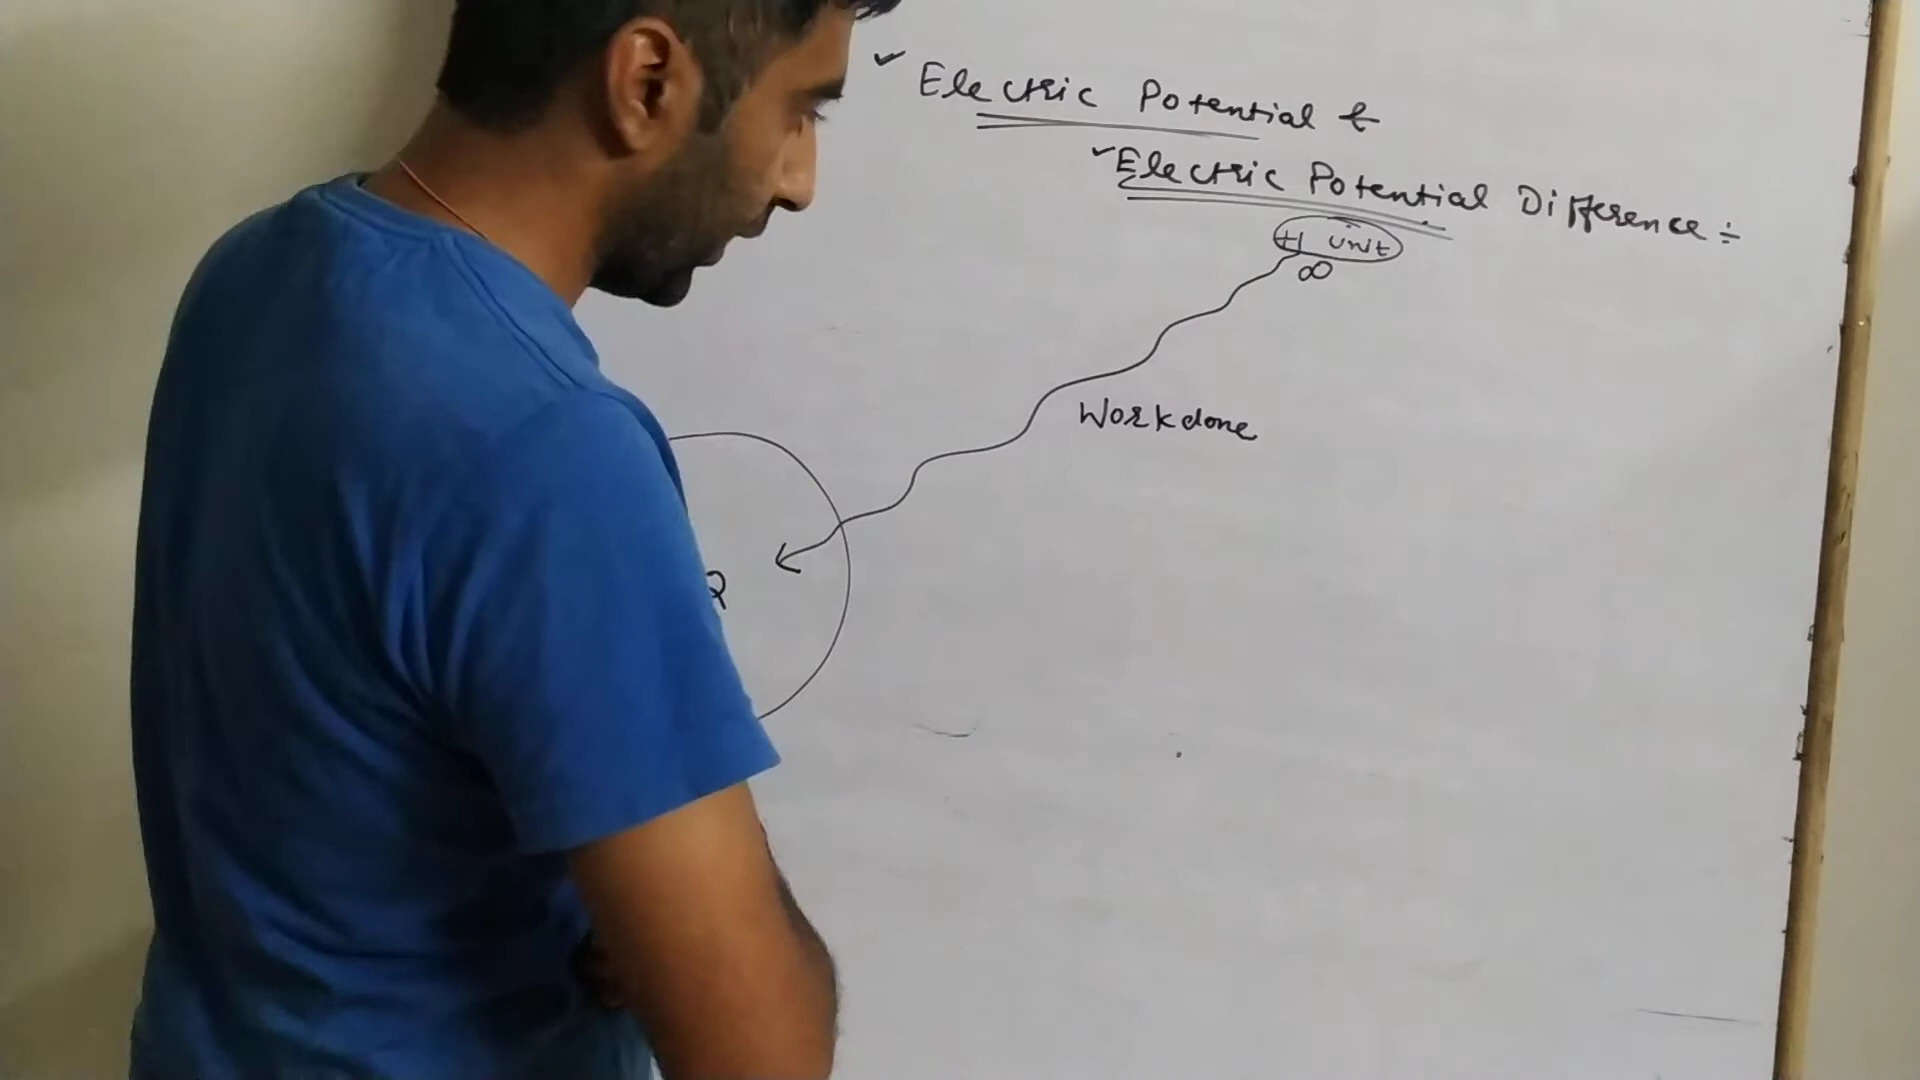 ✓ Electric Potential &
✓ Electric Potential Difference ÷
+1 unit
∞
Workdone